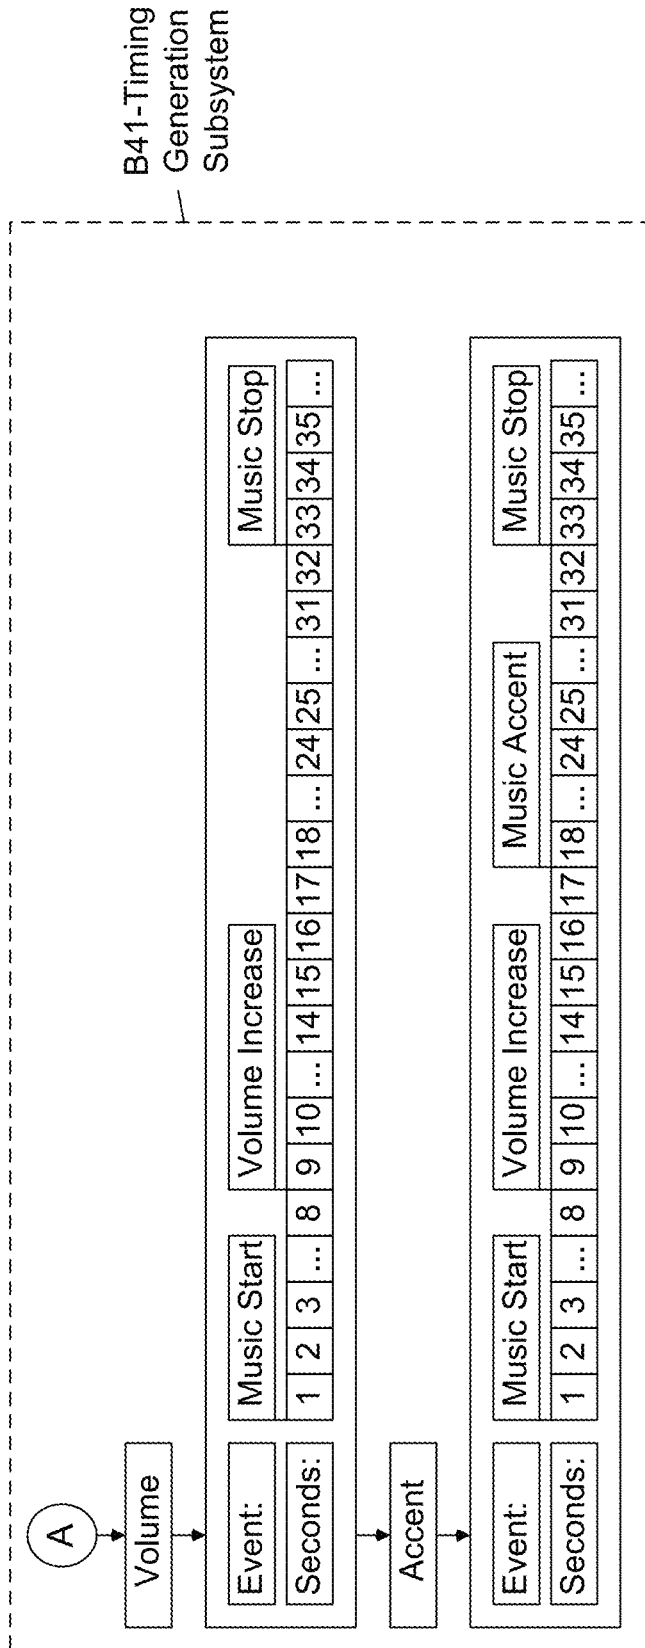 B41-Timing
Generation
Subsystem
A
Volume
Event: Music Start Volume Increase Music Stop
Seconds: 1 2 3 ... 8 9 10 ... 14 15 16 17 18 ... 24 25 ... 31 32 33 34 35 ...
Accent
Event: Music Start Volume Increase Music Accent Music Stop
Seconds: 1 2 3 ... 8 9 10 ... 14 15 16 17 18 ... 24 25 ... 31 32 33 34 35 ...